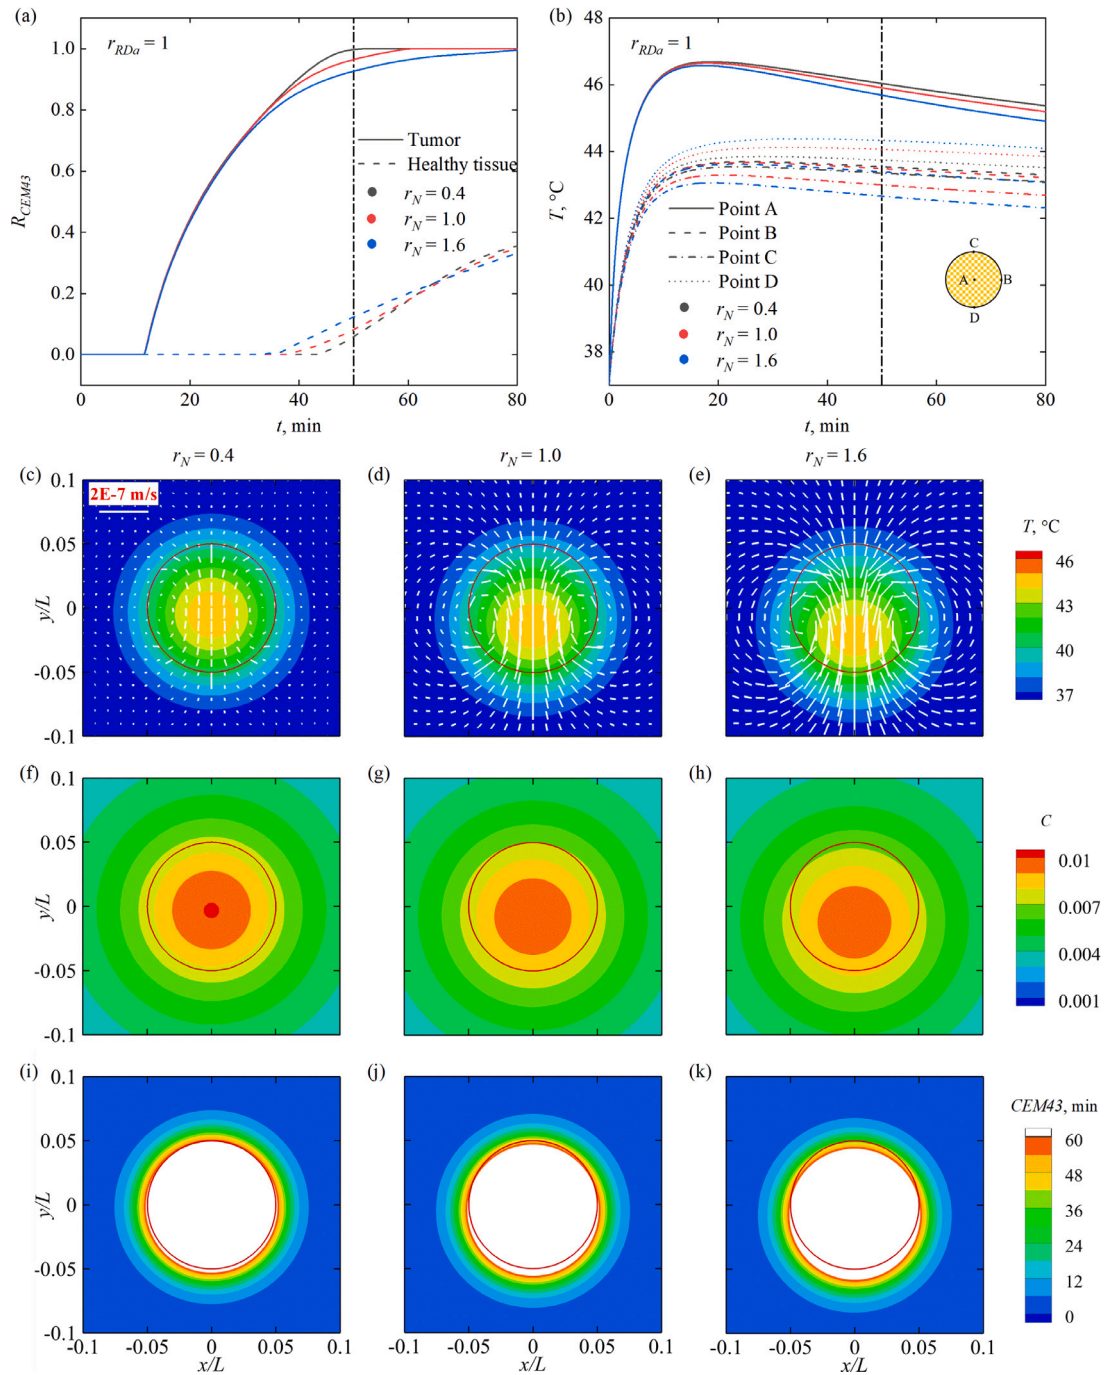 (a)
r_RDa = 1
R_CEM43
1.0
0.8
0.6
0.4
0.2
0.0
Tumor
Healthy tissue
r_N = 0.4
r_N = 1.0
r_N = 1.6
0 20 40 60 80
t, min
(b)
r_RDa = 1
T, °C
48
46
44
42
40
38
Point A
Point B
Point C
Point D
r_N = 0.4
r_N = 1.0
r_N = 1.6
C
A B
D
0 20 40 60 80
t, min
r_N = 0.4 r_N = 1.0 r_N = 1.6
(c) (d) (e)
2E-7 m/s
y/L
0.1
0.05
0
-0.05
-0.1
T, °C
46
43
40
37
(f) (g) (h)
y/L
0.1
0.05
0
-0.05
-0.1
C
0.01
0.007
0.004
0.001
(i) (j) (k)
y/L
0.1
0.05
0
-0.05
-0.1
CEM43, min
60
48
36
24
12
0
-0.1 -0.05 0 0.05 0.1 -0.05 0 0.05 0.1 -0.05 0 0.05 0.1
x/L x/L x/L